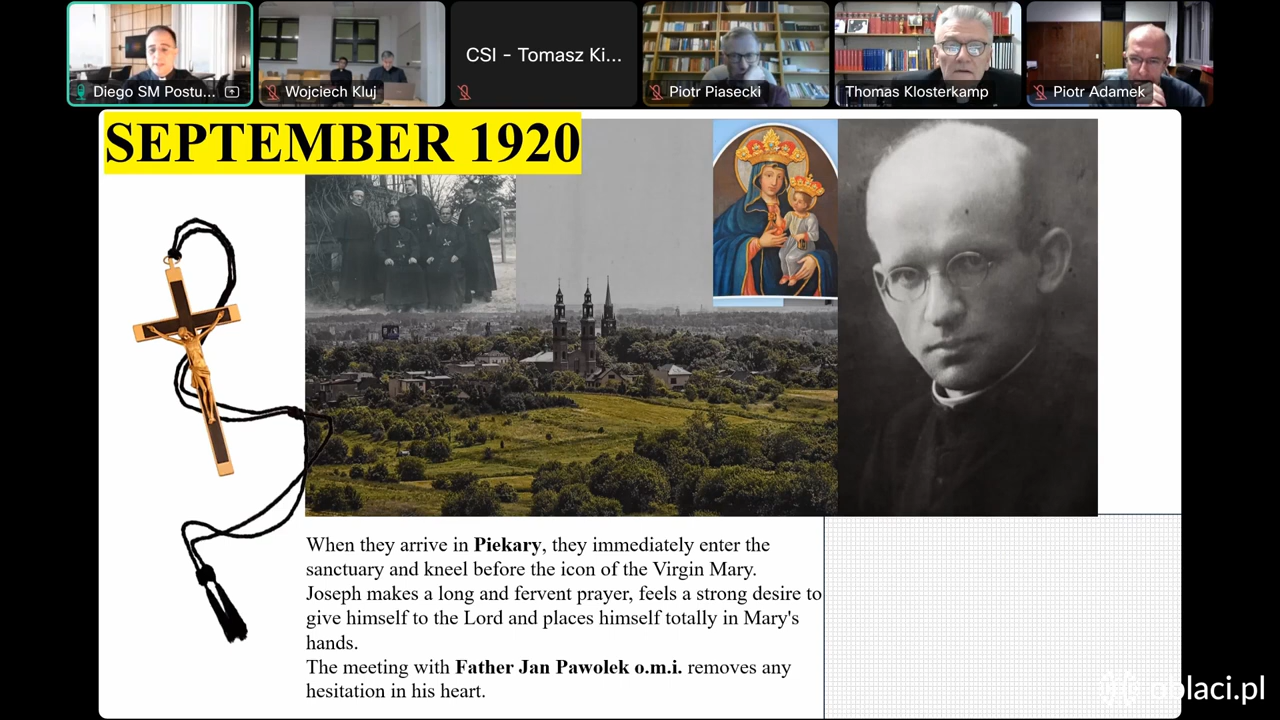 Diego SM Postu...
Wojciech Kluj
CSI - Tomasz Ki...
Piotr Piasecki
Thomas Klosterkamp
Piotr Adamek
SEPTEMBER 1920
When they arrive in Piekary, they immediately enter the
sanctuary and kneel before the icon of the Virgin Mary.
Joseph makes a long and fervent prayer, feels a strong desire to
give himself to the Lord and places himself totally in Mary's
hands.
The meeting with Father Jan Pawolek o.m.i. removes any
hesitation in his heart.
oblaci.pl